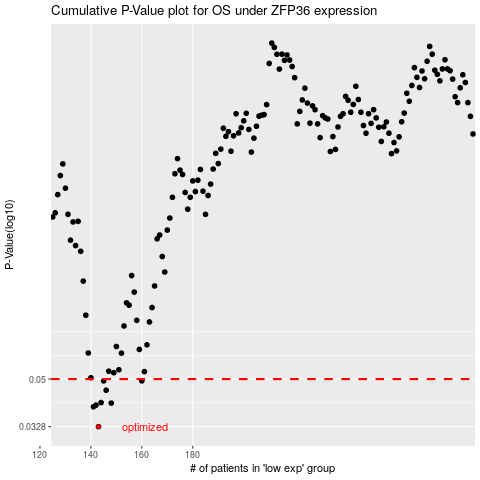 Cumulative P-Value plot for OS under ZFP36 expression
P-Value(log10)
0.05
0.0328
optimized
120 140 160 180
# of patients in 'low exp' group